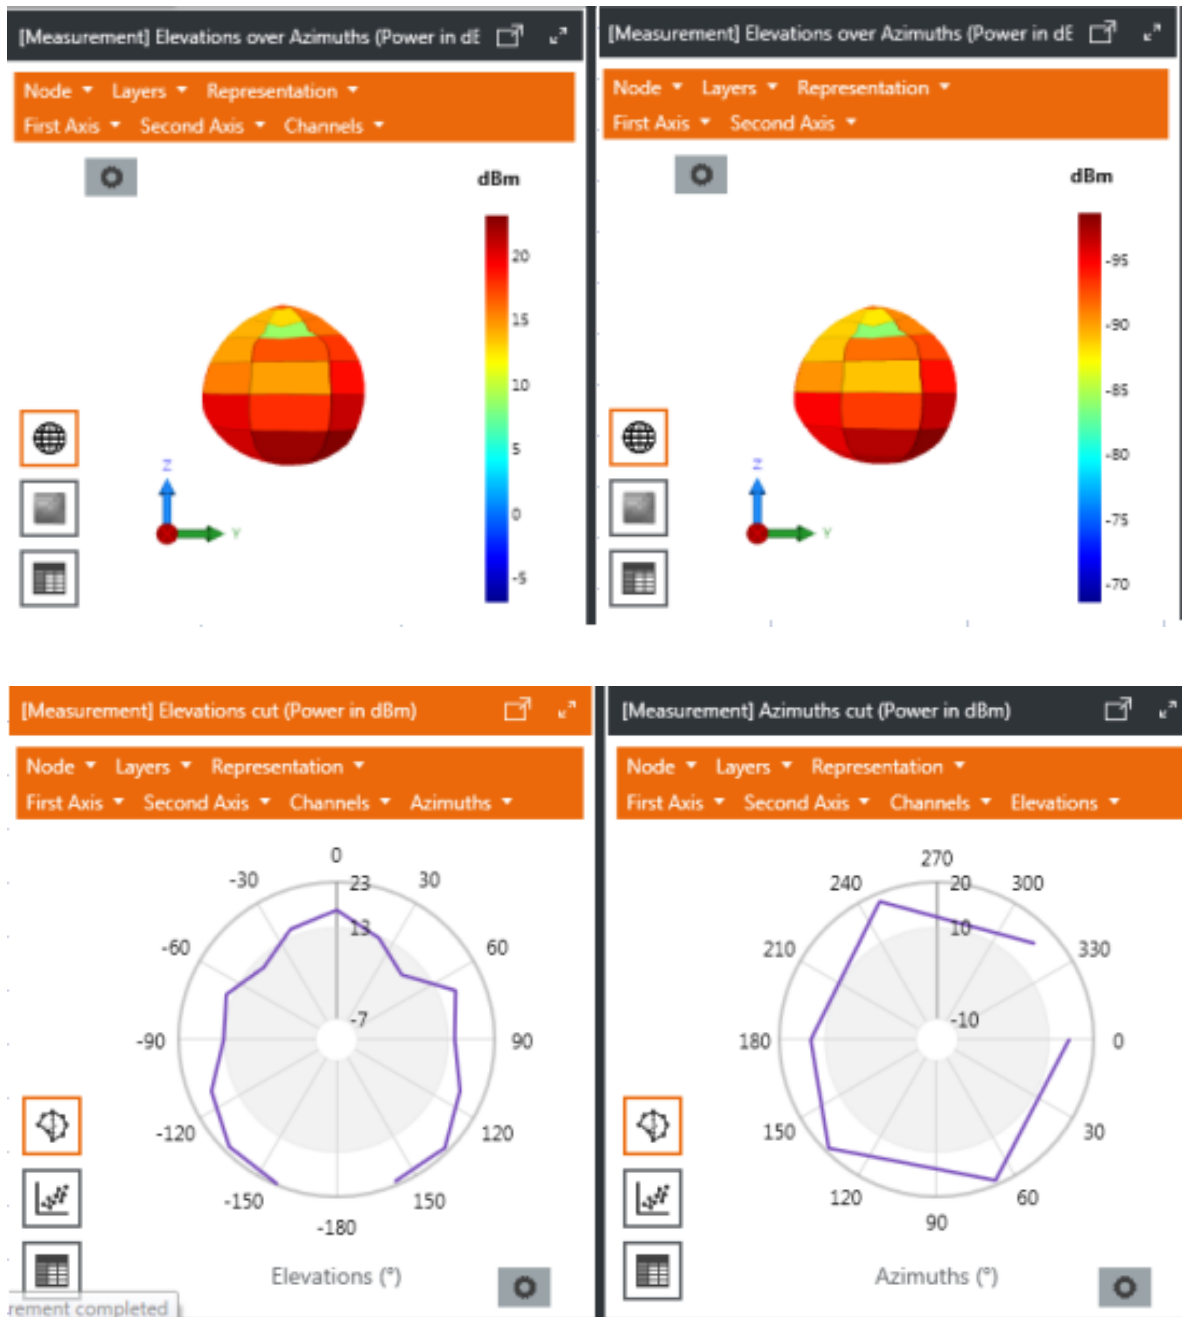 [Measurement] Elevations over Azimuths (Power in dE
Node Layers Representation
First Axis Second Axis Channels
dBm
20
15
10
5
0
-5
Z
Y
[Measurement] Elevations over Azimuths (Power in dE
Node Layers Representation
First Axis Second Axis
dBm
-95
-90
-85
-80
-75
-70
Z
Y
[Measurement] Elevations cut (Power in dBm)
Node Layers Representation
First Axis Second Axis Channels Azimuths
0
-30 23 30
13
-60 60
-7
-90 90
-120 120
-150 150
-180
Elevations (°)
rement completed
[Measurement] Azimuths cut (Power in dBm)
Node Layers Representation
First Axis Second Axis Channels Elevations
270
240 20 300
10
210 330
-10
180 0
150 30
120 60
90
Azimuths (°)